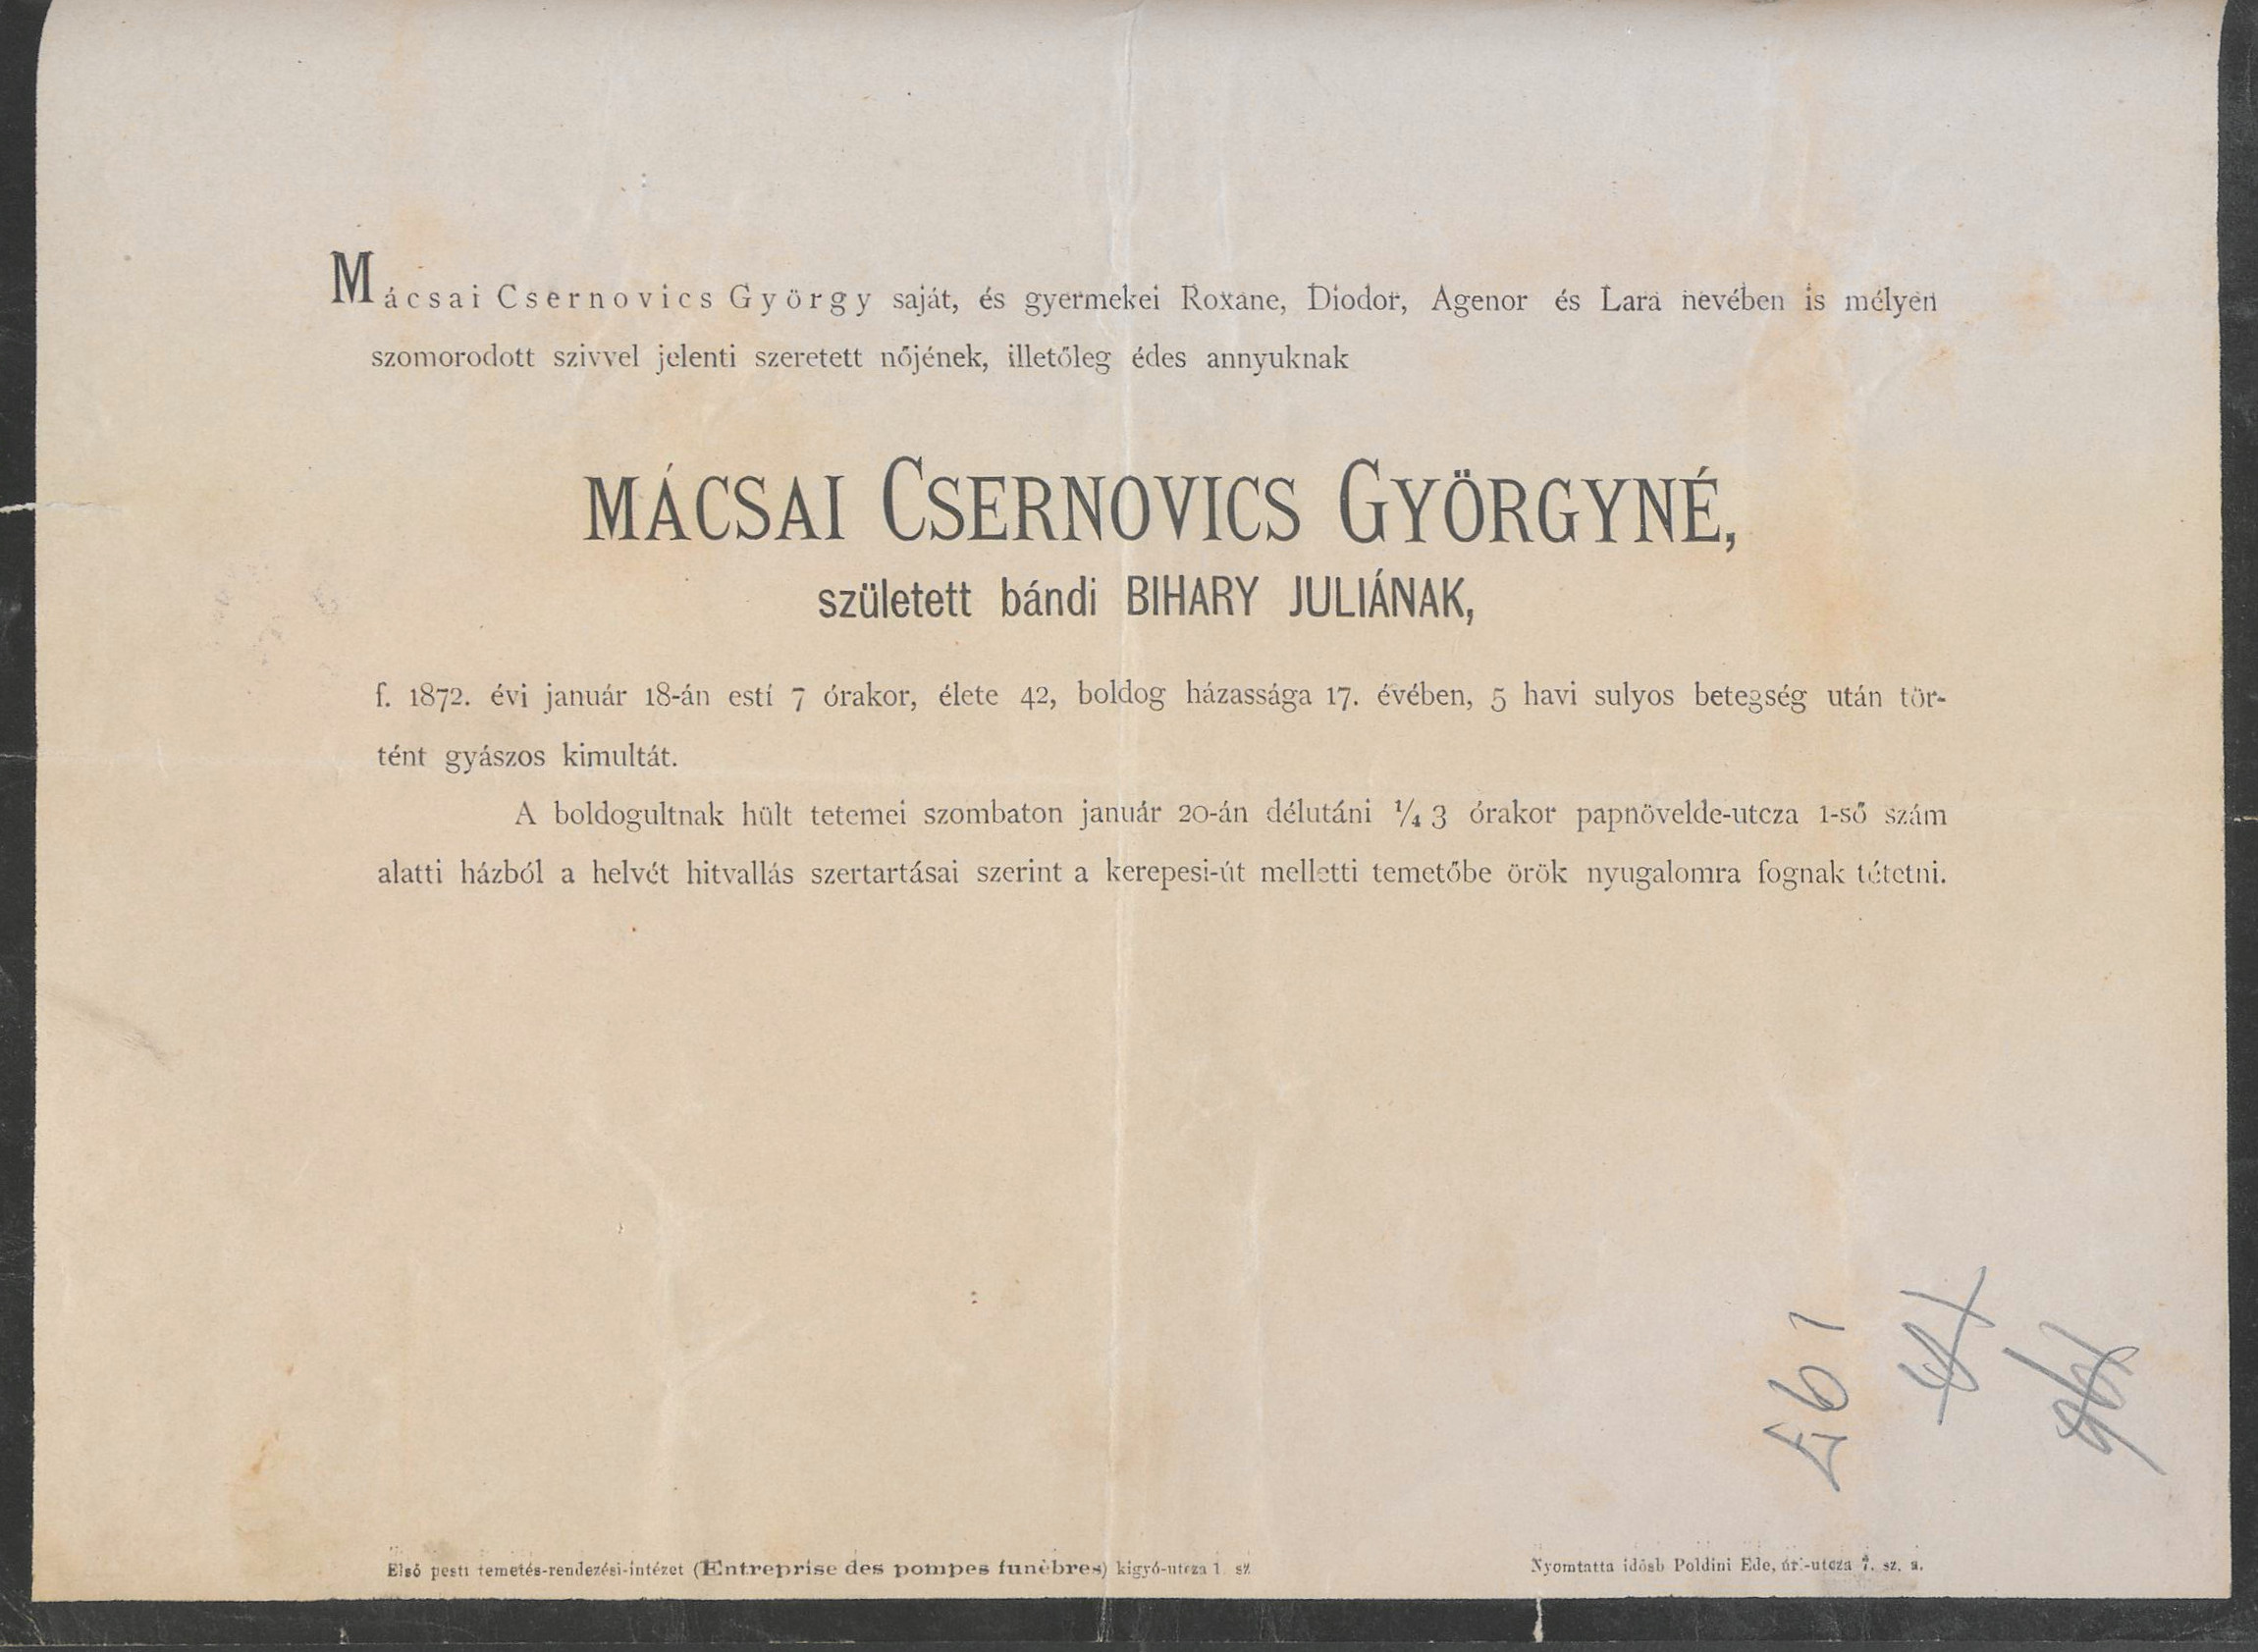 Mácsai Csernovics György saját, és gyermekei Roxane, Diodor, Agenor és Lara nevében is mélyen
szomorodott szivvel jelenti szeretett nőjének, illetőleg édes annyuknak
MÁCSAI CSERNOVICS GYÖRGYNÉ,
született bándi BIHARY JULIÁNAK,
f. 1872. évi január 18-án esti 7 órakor, élete 42, boldog házassága 17. évében, 5 havi sulyos betegség után tör-
tént gyászos kimultát.
A boldogultnak hült tetemei szombaton január 20-án délutáni ¼ 3 órakor papnövelde-utcza 1-ső szám
alatti házból a helvét hitvallás szertartásai szerint a kerepesi-út melletti temetőbe örök nyugalomra fognak tétetni.
Első pesti temetés-rendezési-intézet (Entreprise des pompes funèbres) kigyó-utcza 1. sz
Nyomtatta idősb Poldini Ede, úri-utcza 7. sz. a.